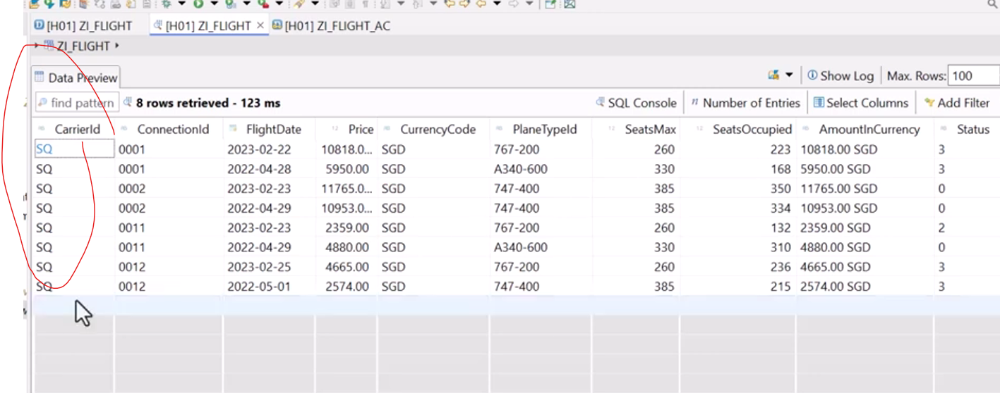 [H01] ZI_FLIGHT [H01] ZI_FLIGHT [H01] ZI_FLIGHT_AC
ZI_FLIGHT
Data Preview Show Log Max. Rows: 100
find pattern 8 rows retrieved - 123 ms SQL Console Number of Entries Select Columns Add Filter
CarrierId ConnectionId FlightDate Price CurrencyCode PlaneTypeId SeatsMax SeatsOccupied AmountInCurrency Status
SQ 0001 2023-02-22 10818.0... SGD 767-200 260 223 10818.00 SGD 3
SQ 0001 2022-04-28 5950.00 SGD A340-600 330 168 5950.00 SGD 3
SQ 0002 2023-02-23 11765.0... SGD 747-400 385 350 11765.00 SGD 0
SQ 0002 2022-04-29 10953.0... SGD 747-400 385 334 10953.00 SGD 0
SQ 0011 2023-02-23 2359.00 SGD 767-200 260 132 2359.00 SGD 2
SQ 0011 2022-04-29 4880.00 SGD A340-600 330 310 4880.00 SGD 0
SQ 0012 2023-02-25 4665.00 SGD 767-200 260 236 4665.00 SGD 3
SQ 0012 2022-05-01 2574.00 SGD 747-400 385 215 2574.00 SGD 3